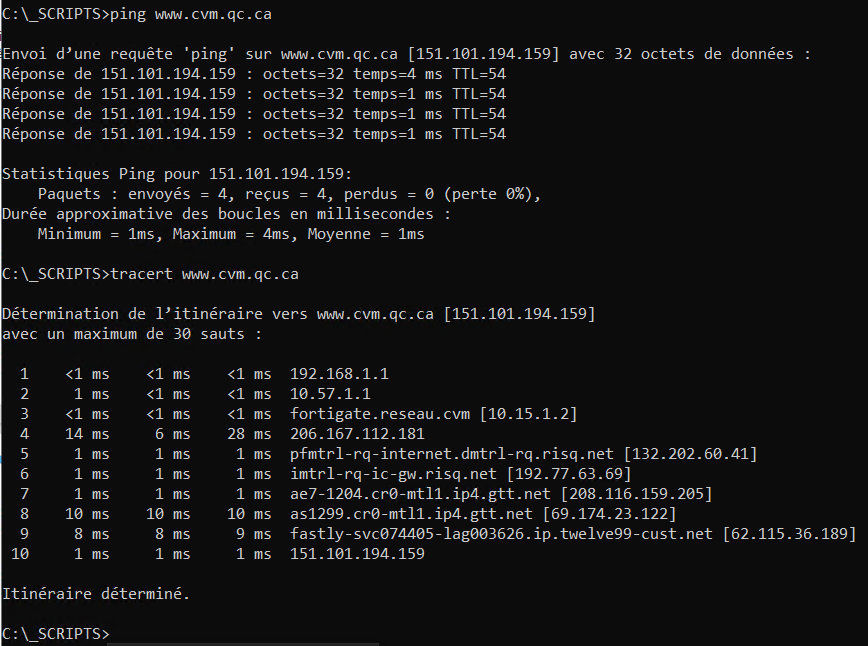 C:\_SCRIPTS>ping www.cvm.qc.ca
Envoi d’une requête 'ping' sur www.cvm.qc.ca [151.101.194.159] avec 32 octets de données :
Réponse de 151.101.194.159 : octets=32 temps=4 ms TTL=54
Réponse de 151.101.194.159 : octets=32 temps=1 ms TTL=54
Réponse de 151.101.194.159 : octets=32 temps=1 ms TTL=54
Réponse de 151.101.194.159 : octets=32 temps=1 ms TTL=54
Statistiques Ping pour 151.101.194.159:
    Paquets : envoyés = 4, reçus = 4, perdus = 0 (perte 0%),
Durée approximative des boucles en millisecondes :
    Minimum = 1ms, Maximum = 4ms, Moyenne = 1ms
C:\_SCRIPTS>tracert www.cvm.qc.ca
Détermination de l’itinéraire vers www.cvm.qc.ca [151.101.194.159]
avec un maximum de 30 sauts :
  1    <1 ms    <1 ms    <1 ms  192.168.1.1
  2     1 ms    <1 ms    <1 ms  10.57.1.1
  3    <1 ms    <1 ms    <1 ms  fortigate.reseau.cvm [10.15.1.2]
  4    14 ms     6 ms    28 ms  206.167.112.181
  5     1 ms     1 ms     1 ms  pfmtrl-rq-internet.dmtrl-rq.risq.net [132.202.60.41]
  6     1 ms     1 ms     1 ms  imtrl-rq-ic-gw.risq.net [192.77.63.69]
  7     1 ms     1 ms     1 ms  ae7-1204.cr0-mtl1.ip4.gtt.net [208.116.159.205]
  8    10 ms    10 ms    10 ms  as1299.cr0-mtl1.ip4.gtt.net [69.174.23.122]
  9     8 ms     8 ms     9 ms  fastly-svc074405-lag003626.ip.twelve99-cust.net [62.115.36.189]
 10     1 ms     1 ms     1 ms  151.101.194.159
Itinéraire déterminé.
C:\_SCRIPTS>